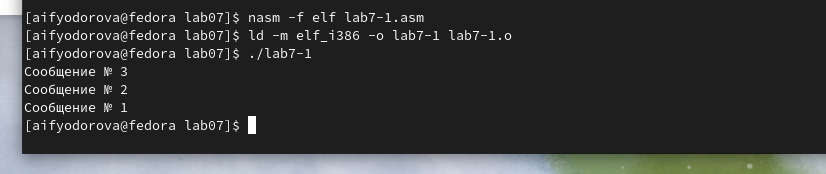 [aifyodorova@fedora lab07]$ nasm -f elf lab7-1.asm
[aifyodorova@fedora lab07]$ ld -m elf_i386 -o lab7-1 lab7-1.o
[aifyodorova@fedora lab07]$ ./lab7-1
Сообщение № 3
Сообщение № 2
Сообщение № 1
[aifyodorova@fedora lab07]$